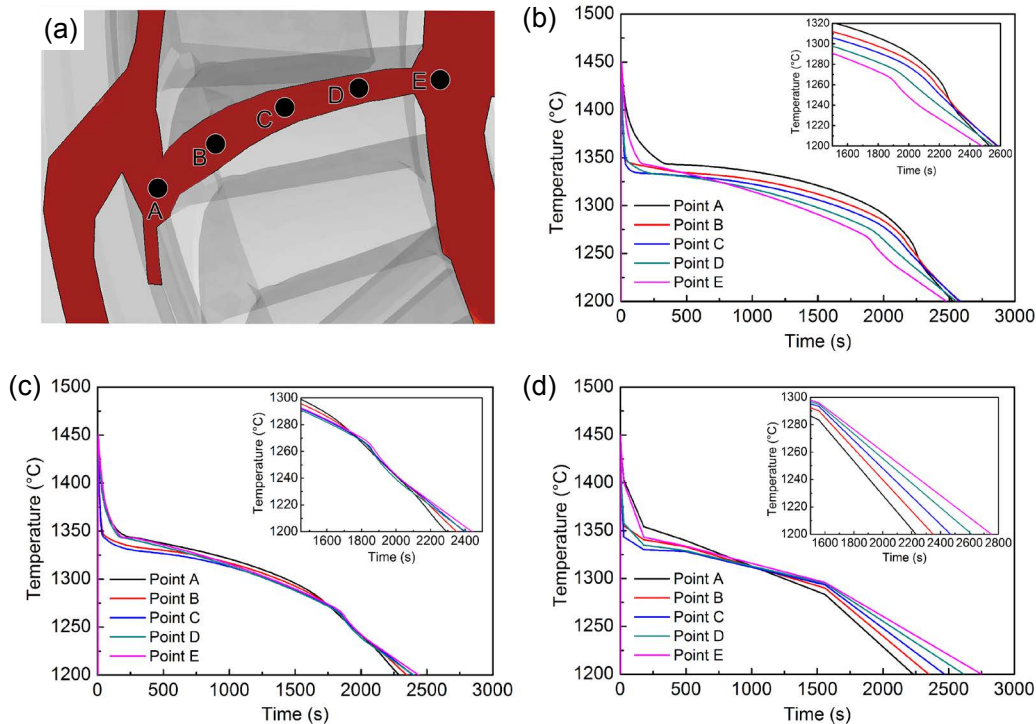 (a)
A
B
C
D
E
(b)
Temperature (°C)
1500
1450
1400
1350
1300
1250
1200
0 500 1000 1500 2000 2500 3000
Time (s)
Point A
Point B
Point C
Point D
Point E
Temperature (°C)
1320
1300
1280
1260
1240
1220
1200
1600 1800 2000 2200 2400 2600
Time (s)
(c)
Temperature (°C)
1500
1450
1400
1350
1300
1250
1200
0 500 1000 1500 2000 2500 3000
Time (s)
Point A
Point B
Point C
Point D
Point E
Temperature (°C)
1300
1280
1260
1240
1220
1200
1600 1800 2000 2200 2400
Time (s)
(d)
Temperature (°C)
1500
1450
1400
1350
1300
1250
1200
0 500 1000 1500 2000 2500 3000
Time (s)
Point A
Point B
Point C
Point D
Point E
Temperature (°C)
1300
1280
1260
1240
1220
1200
1600 1800 2000 2200 2400 2600 2800
Time (s)